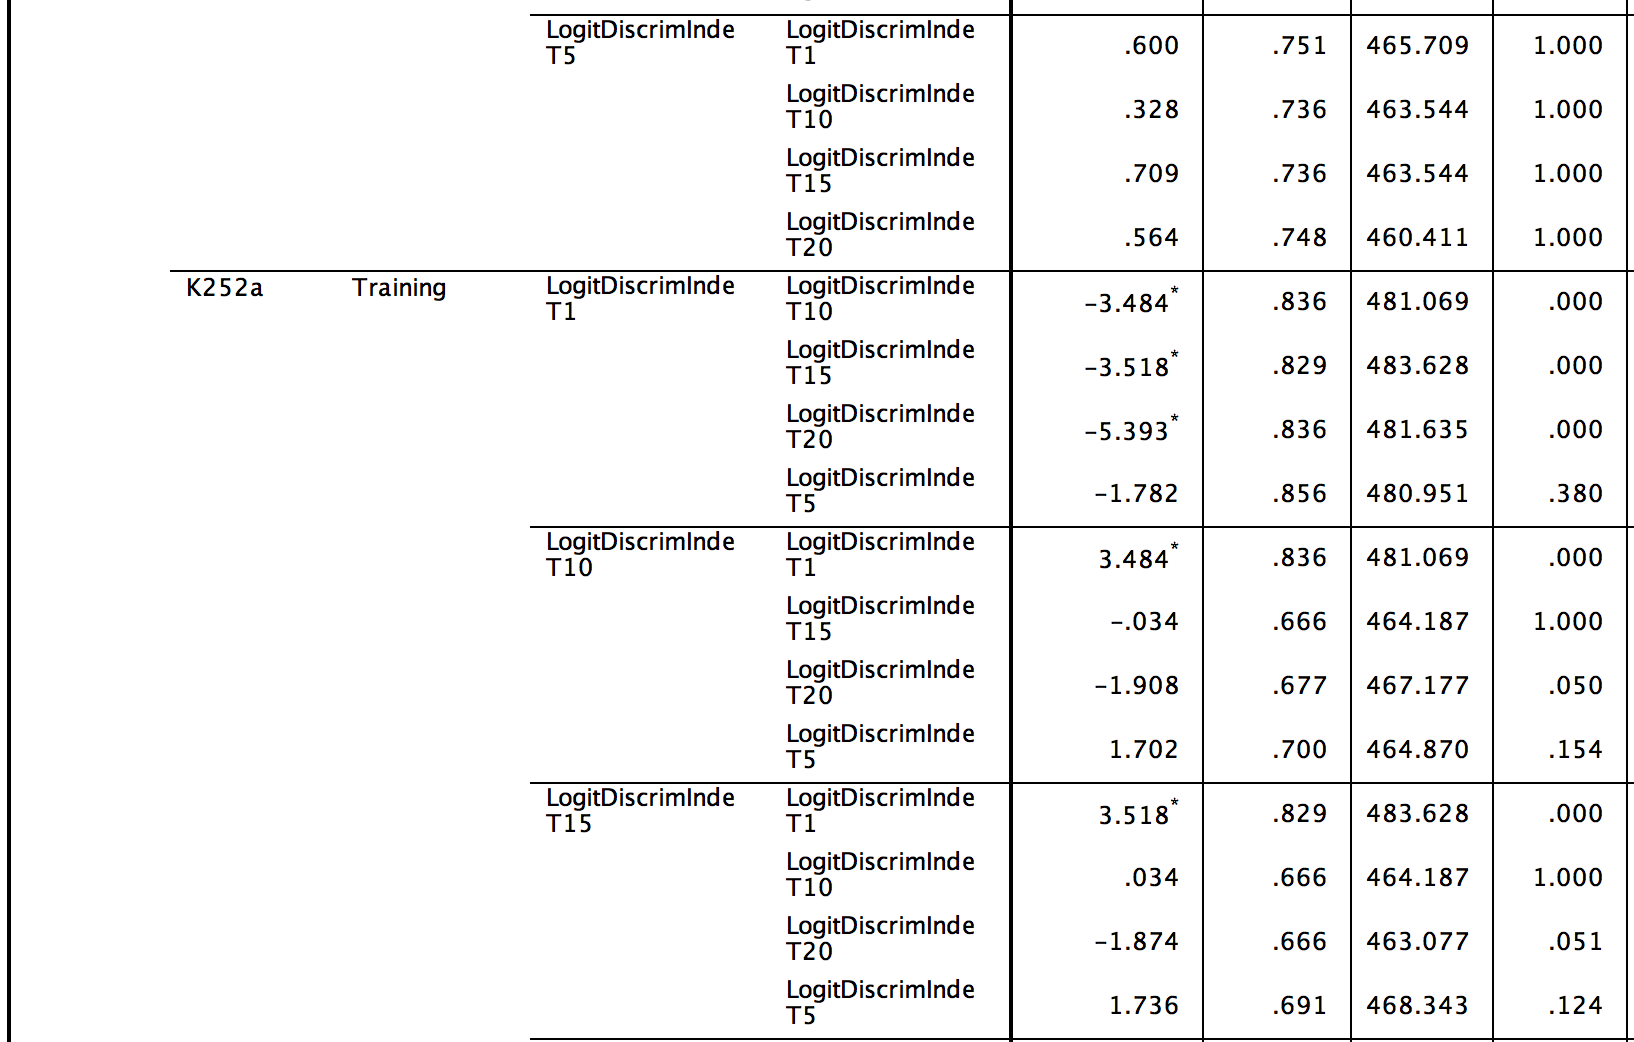 LogitDiscrimInde LogitDiscrimInde
T5 T1 .600 .751 465.709 1.000
LogitDiscrimInde
T10 .328 .736 463.544 1.000
LogitDiscrimInde
T15 .709 .736 463.544 1.000
LogitDiscrimInde
T20 .564 .748 460.411 1.000
K252a Training LogitDiscrimInde LogitDiscrimInde
T1 T10 -3.484* .836 481.069 .000
LogitDiscrimInde
T15 -3.518* .829 483.628 .000
LogitDiscrimInde
T20 -5.393* .836 481.635 .000
LogitDiscrimInde
T5 -1.782 .856 480.951 .380
LogitDiscrimInde LogitDiscrimInde
T10 T1 3.484* .836 481.069 .000
LogitDiscrimInde
T15 -.034 .666 464.187 1.000
LogitDiscrimInde
T20 -1.908 .677 467.177 .050
LogitDiscrimInde
T5 1.702 .700 464.870 .154
LogitDiscrimInde LogitDiscrimInde
T15 T1 3.518* .829 483.628 .000
LogitDiscrimInde
T10 .034 .666 464.187 1.000
LogitDiscrimInde
T20 -1.874 .666 463.077 .051
LogitDiscrimInde
T5 1.736 .691 468.343 .124